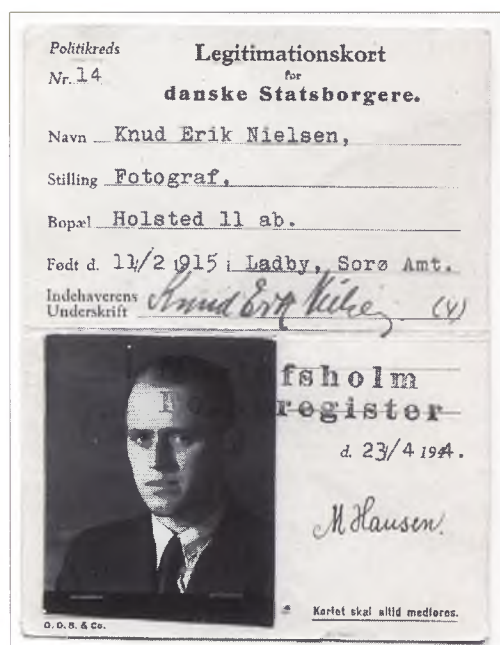 Politikreds
Nr. 14
Legitimationskort
for
danske Statsborgere.
Navn Knud Erik Nielsen,
Stilling Fotograf,
Bopæl Holsted 11 ab.
Født d. 11/2 1915 i Ladby, Sorø Amt.
Indehaverens
Underskrift Knud Erik Nielsen (4)
fsholm
register
d. 23/4 1944.
M Hansen.
Kortet skal altid medføres.
O. D. B. & Co.